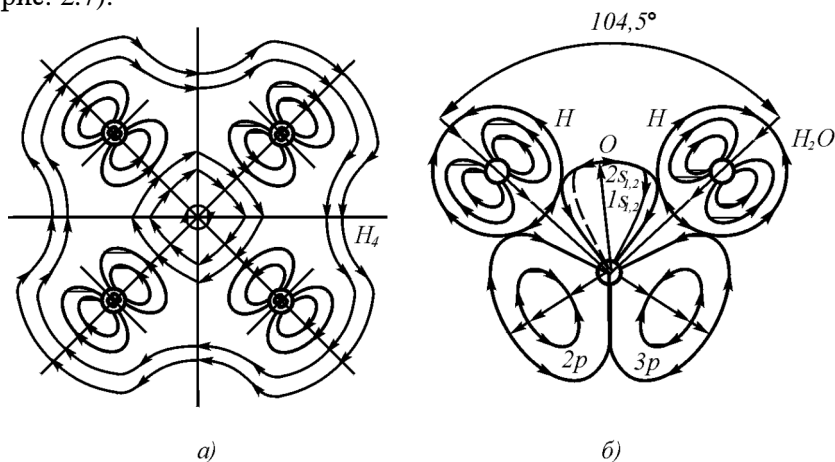 рис. 2.7).
104,5°
H
H
H₂O
O
2s₁,₂
1s₁,₂
H₄
2p
3p
а)
б)